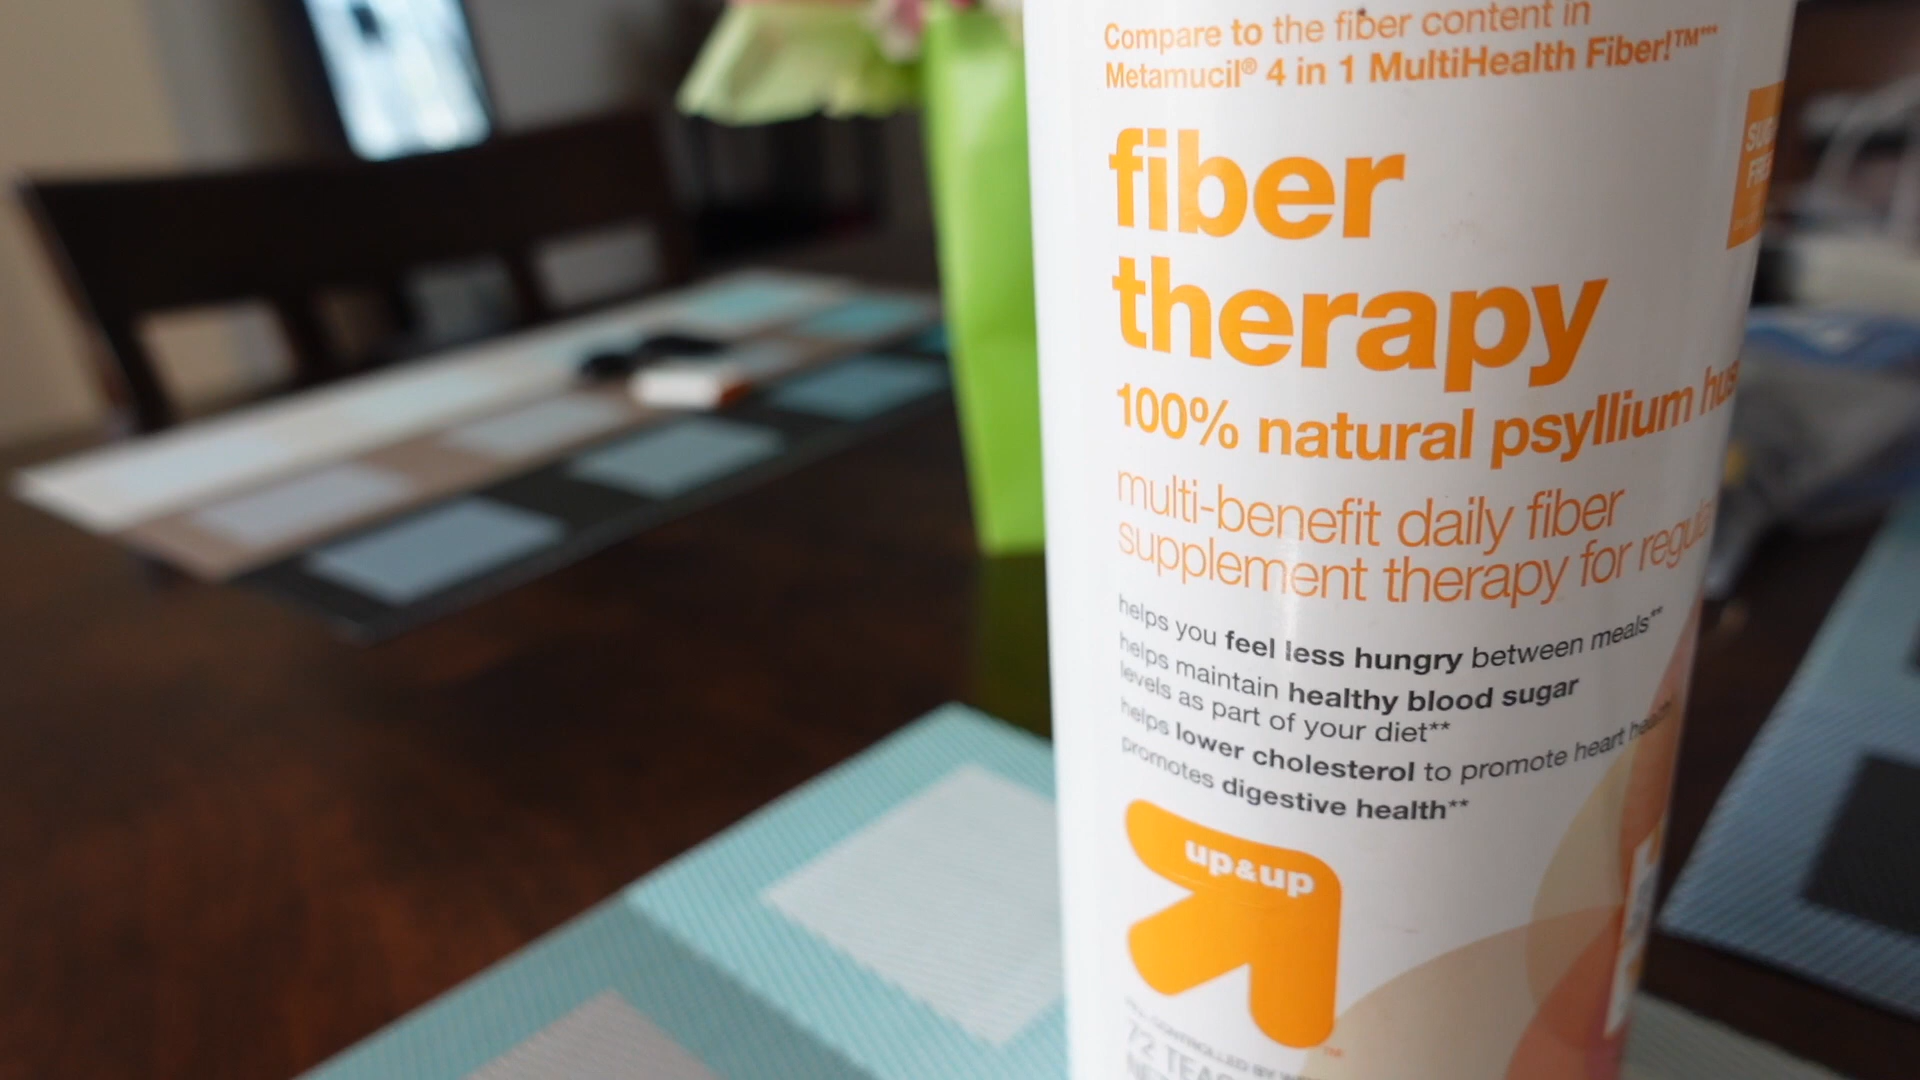 Compare to the fiber content in
Metamucil® 4 in 1 MultiHealth Fiber!™***
fiber
therapy
100% natural psyllium
multi-benefit daily fiber
supplement therapy for
helps you feel less hungry between meals**
helps maintain healthy blood sugar
levels as part of your diet**
helps lower cholesterol to promote heart health
promotes digestive health**
up&up
72